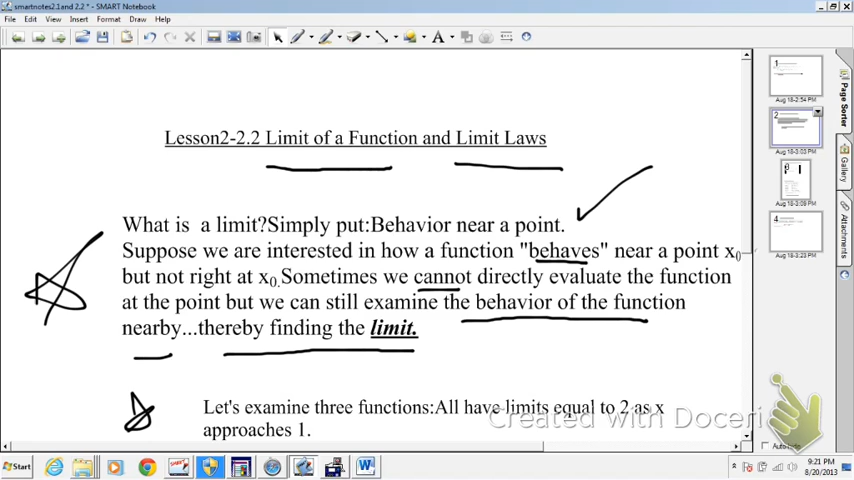 smartnotes2.1and 2.2 * - SMART Notebook
File Edit View Insert Format Draw Help
Lesson2-2.2 Limit of a Function and Limit Laws
What is a limit?Simply put:Behavior near a point.
Suppose we are interested in how a function "behaves" near a point x0
but not right at x0.Sometimes we cannot directly evaluate the function
at the point but we can still examine the behavior of the function
nearby...thereby finding the limit.
Let's examine three functions:All have limits equal to 2 as x
approaches 1.
Created with Doceri
1
Aug 18-2:54 PM
2
Aug 18-3:03 PM
Aug 18-3:09 PM
4
Aug 18-3:22 PM
Page Sorter
Gallery
Attachments
Auto-hide
Start
9:21 PM
8/20/2013